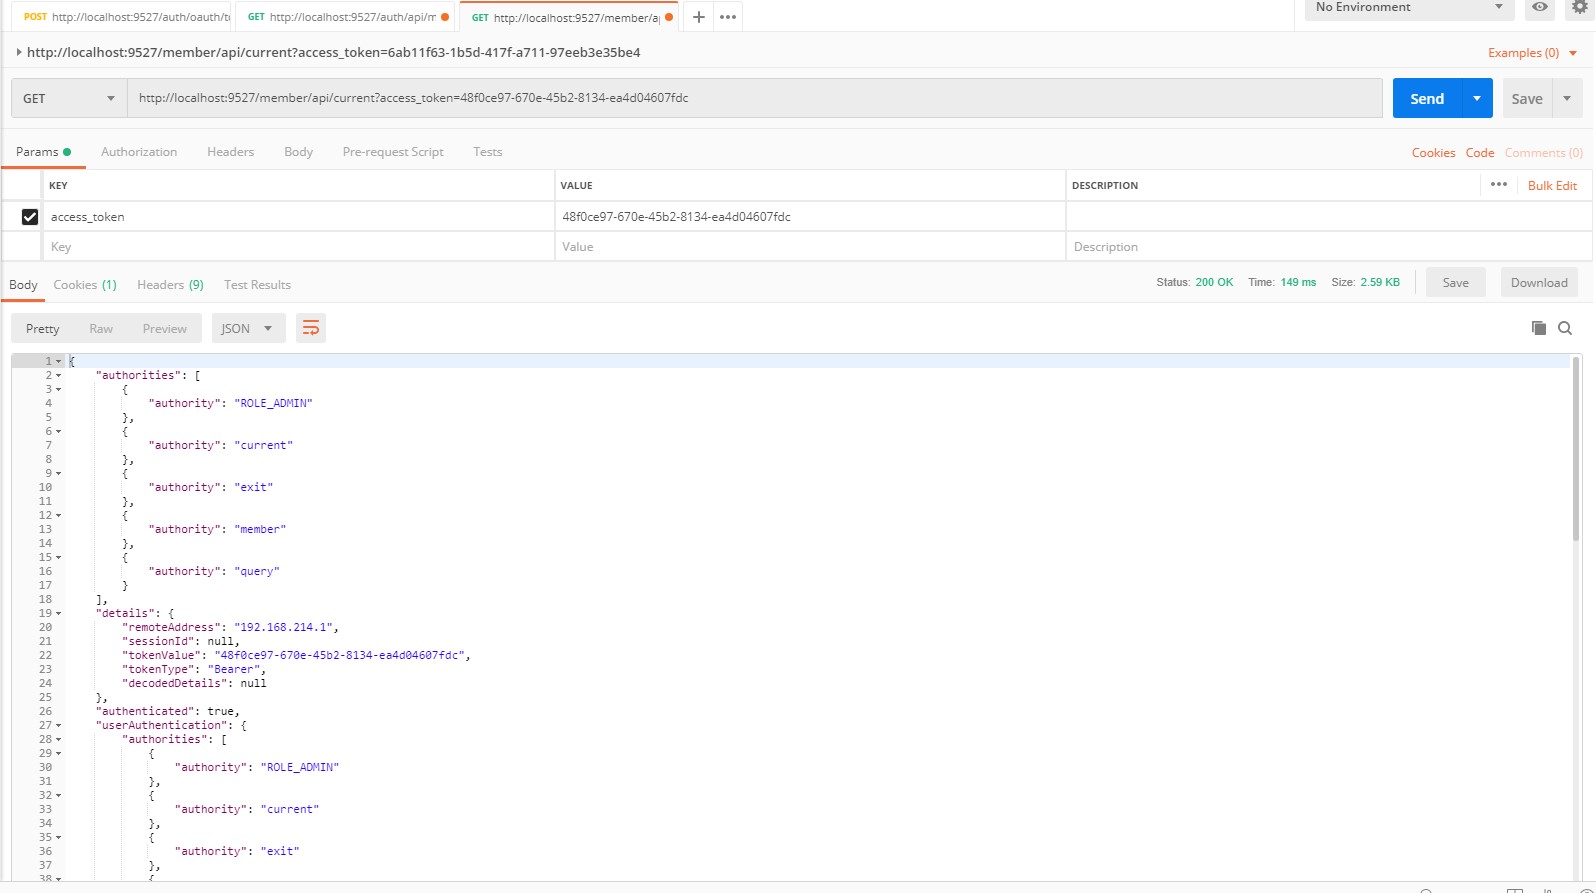 POST http://localhost:9527/auth/oauth/t
GET http://localhost:9527/auth/api/m
GET http://localhost:9527/member/a
No Environment
http://localhost:9527/member/api/current?access_token=6ab11f63-1b5d-417f-a711-97eeb3e35be4
Examples (0)
GET
http://localhost:9527/member/api/current?access_token=48f0ce97-670e-45b2-8134-ea4d04607fdc
Send
Save
Params
Authorization
Headers
Body
Pre-request Script
Tests
Cookies
Code
Comments (0)
KEY
VALUE
DESCRIPTION
Bulk Edit
access_token
48f0ce97-670e-45b2-8134-ea4d04607fdc
Key
Value
Description
Body
Cookies (1)
Headers (9)
Test Results
Status: 200 OK
Time: 149 ms
Size: 2.59 KB
Save
Download
Pretty
Raw
Preview
JSON
1 {
2 "authorities": [
3 {
4 "authority": "ROLE_ADMIN"
5 },
6 {
7 "authority": "current"
8 },
9 {
10 "authority": "exit"
11 },
12 {
13 "authority": "member"
14 },
15 {
16 "authority": "query"
17 }
18 ],
19 "details": {
20 "remoteAddress": "192.168.214.1",
21 "sessionId": null,
22 "tokenValue": "48f0ce97-670e-45b2-8134-ea4d04607fdc",
23 "tokenType": "Bearer",
24 "decodedDetails": null
25 },
26 "authenticated": true,
27 "userAuthentication": {
28 "authorities": [
29 {
30 "authority": "ROLE_ADMIN"
31 },
32 {
33 "authority": "current"
34 },
35 {
36 "authority": "exit"
37 },
38 {